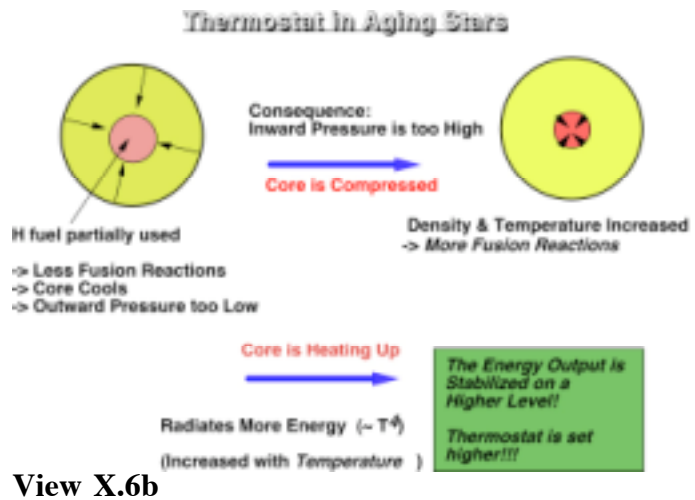 Thermostat in Aging Stars
Consequence:
Inward Pressure is too High
Core is Compressed
H fuel partially used
-> Less Fusion Reactions
-> Core Cools
-> Outward Pressure too Low
Density & Temperature Increased
-> More Fusion Reactions
Core is Heating Up
Radiates More Energy (~ T⁴)
(Increased with Temperature )
The Energy Output is
Stabilized on a
Higher Level!
Thermostat is set
higher!!!
View X.6b